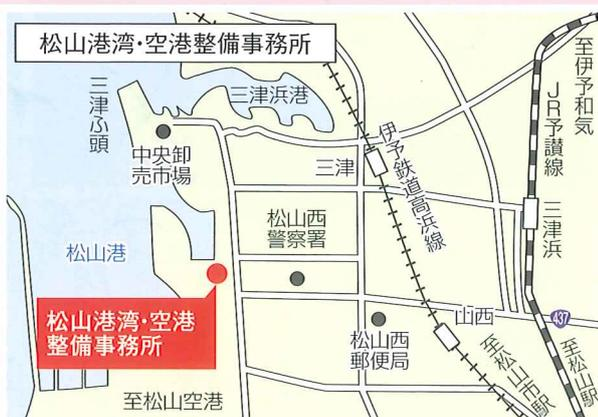 松山港湾・空港整備事務所
三津ふ頭
三津浜港
中央卸
売市場
三津
伊予鉄道高浜線
至伊予和気
JR予讃線
三津浜
松山西
警察署
松山港
松山港湾・空港
整備事務所
松山西
郵便局
山西
437
至松山空港
至松山市駅
至松山駅